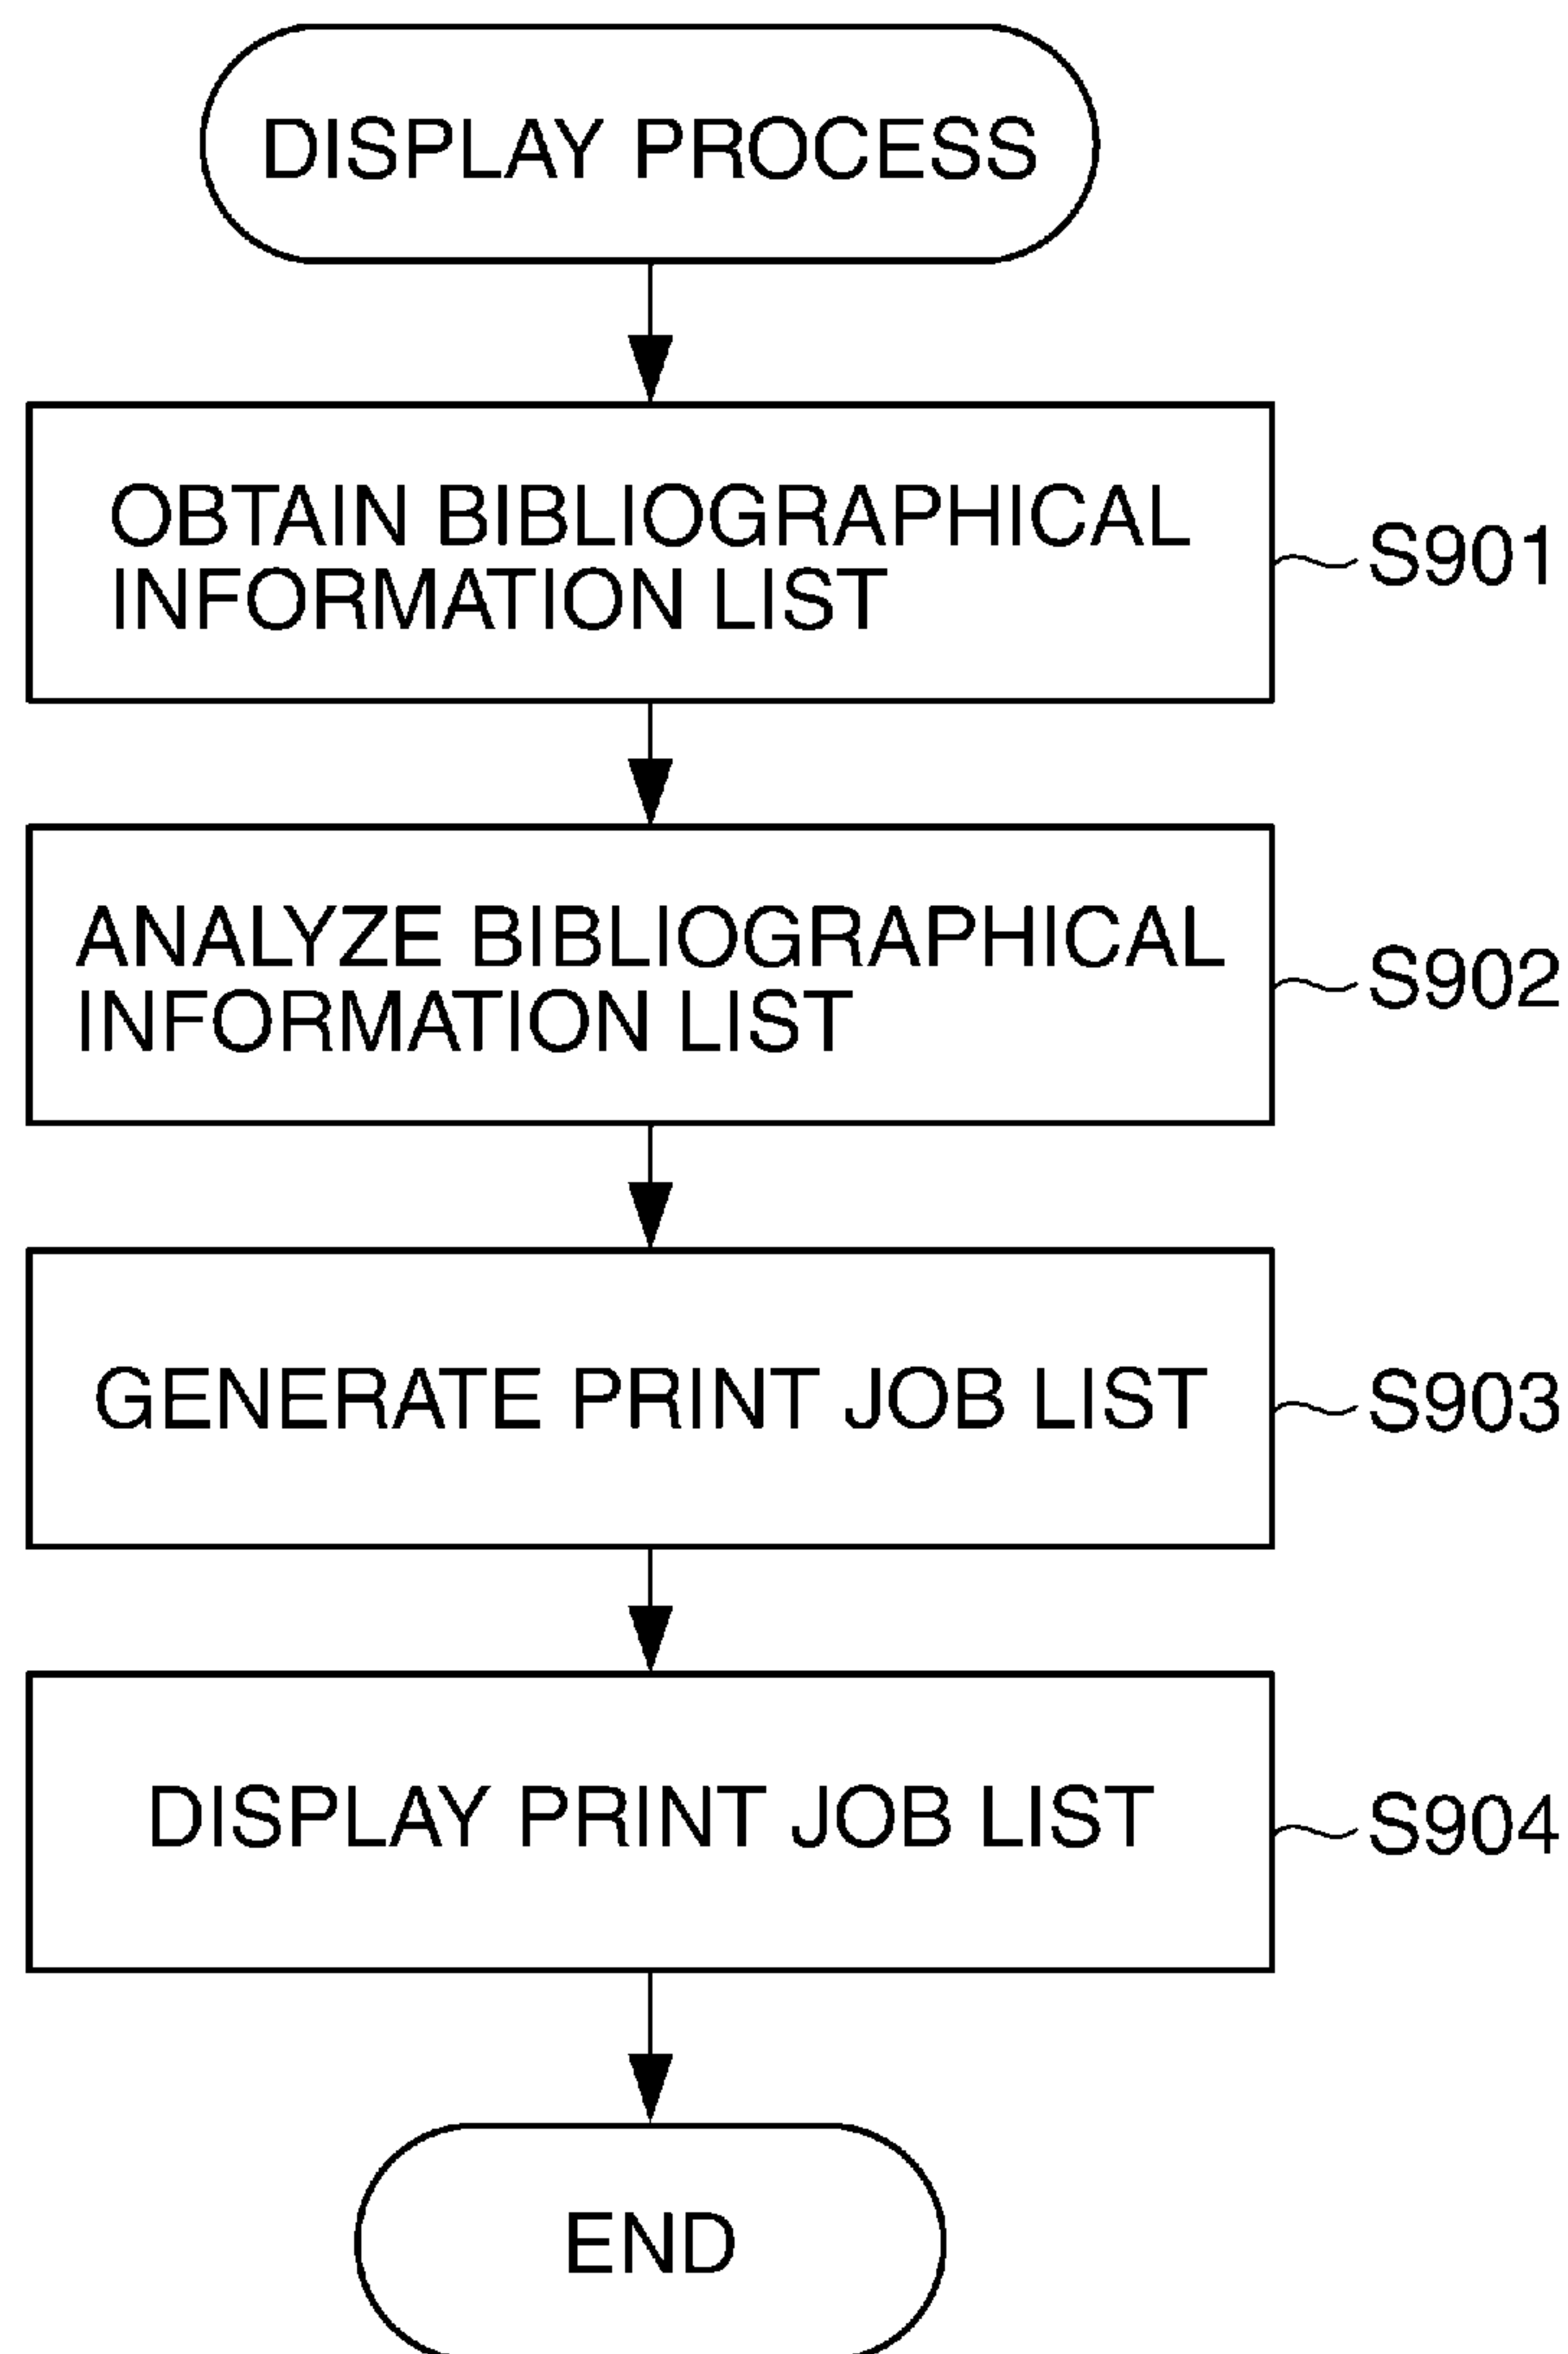 DISPLAY PROCESS
OBTAIN BIBLIOGRAPHICAL
INFORMATION LIST
S901
ANALYZE BIBLIOGRAPHICAL
INFORMATION LIST
S902
GENERATE PRINT JOB LIST
S903
DISPLAY PRINT JOB LIST
S904
END